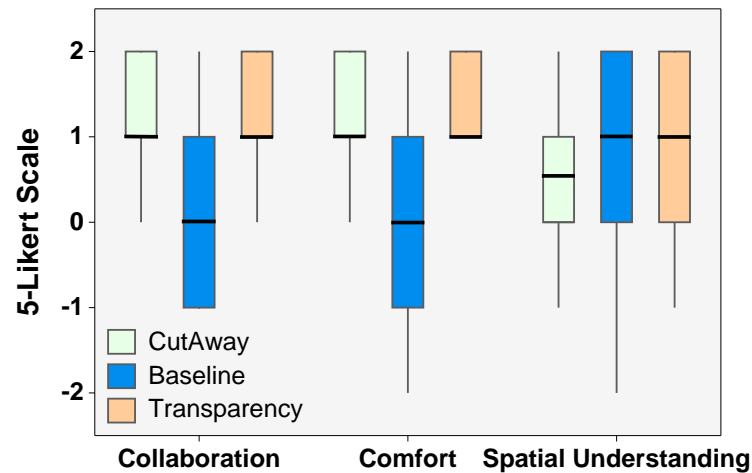 5-Likert Scale
2
1
0
-1
-2
CutAway
Baseline
Transparency
Collaboration Comfort Spatial Understanding